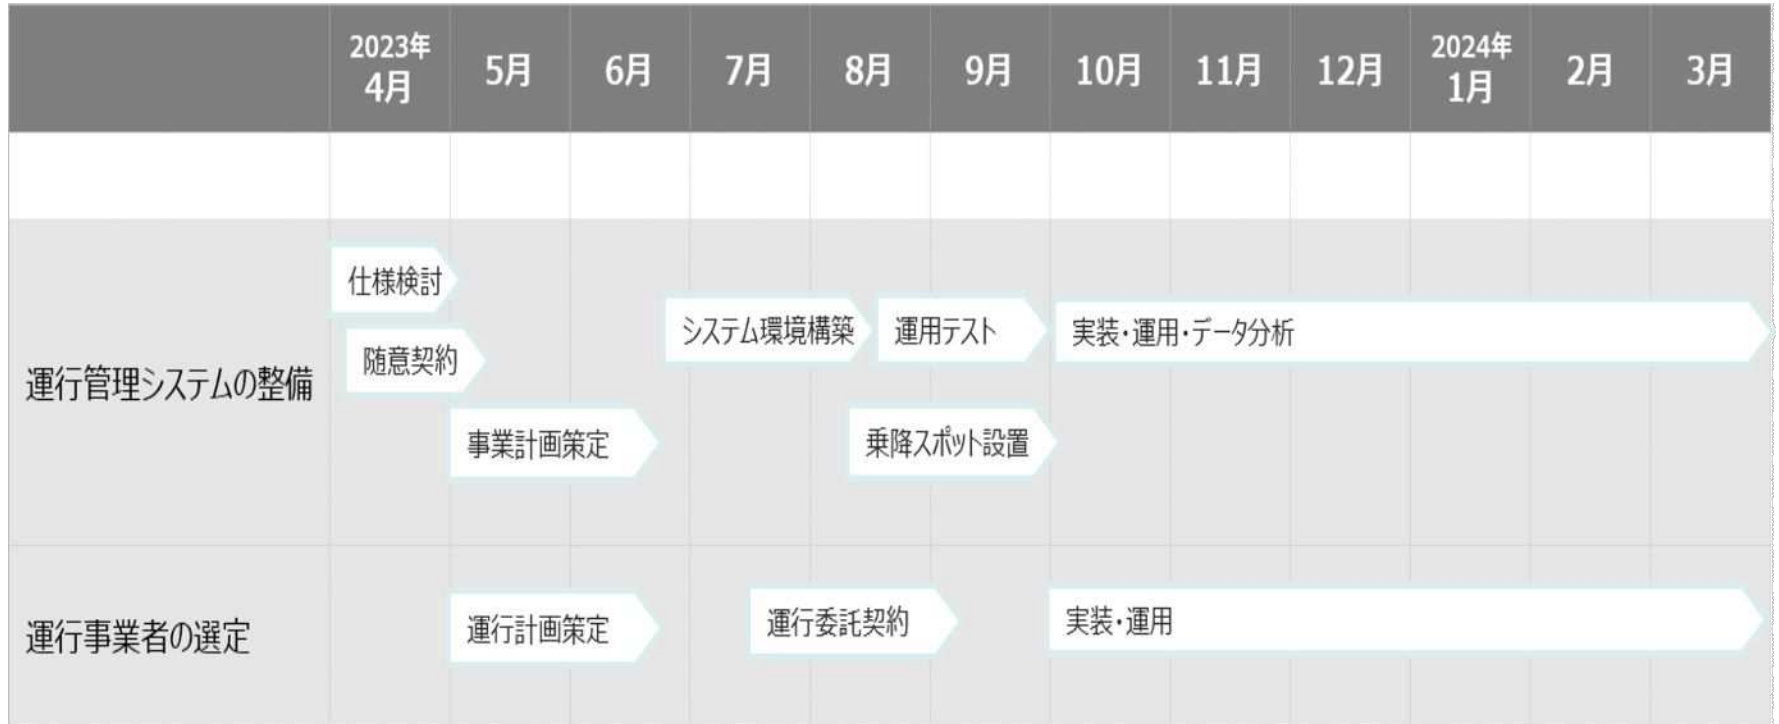 2023年
4月
5月
6月
7月
8月
9月
10月
11月
12月
2024年
1月
2月
3月
運行管理システムの整備
仕様検討
随意契約
事業計画策定
システム環境構築
運用テスト
実装・運用・データ分析
乗降スポット設置
運行事業者の選定
運行計画策定
運行委託契約
実装・運用